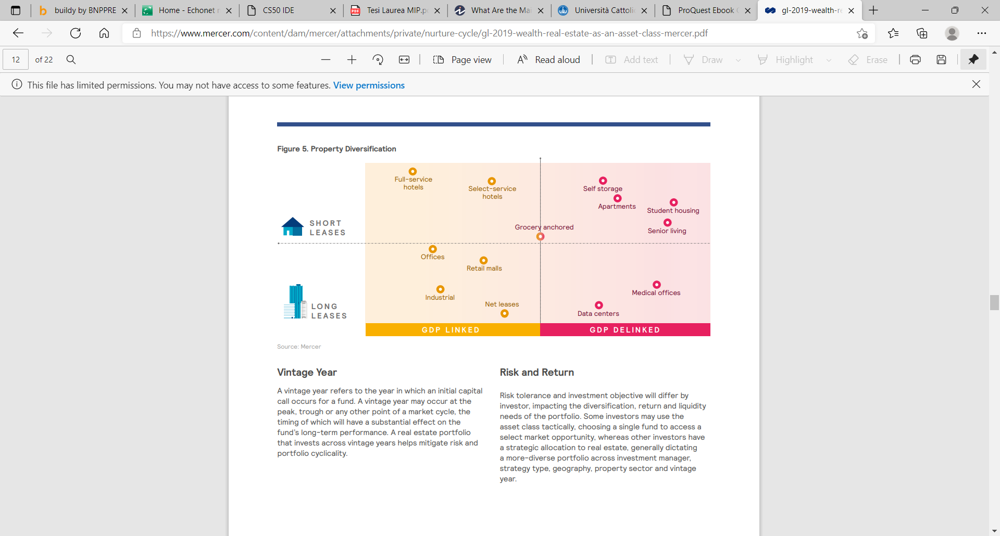 buildy by BNPPRE
Home - Echonet
CS50 IDE
Tesi Laurea MIP.p
What Are the Ma
Università Cattoli
ProQuest Ebook
gl-2019-wealth-r
https://www.mercer.com/content/dam/mercer/attachments/private/nurture-cycle/gl-2019-wealth-real-estate-as-an-asset-class-mercer.pdf
12 of 22
Page view
Read aloud
Add text
Draw
Highlight
Erase
This file has limited permissions. You may not have access to some features. View permissions
Figure 5. Property Diversification
Full-service
hotels
Select-service
hotels
Self storage
Apartments
Student housing
Senior living
Grocery anchored
SHORT
LEASES
Offices
Retail malls
Industrial
Net leases
Medical offices
Data centers
LONG
LEASES
GDP LINKED
GDP DELINKED
Source: Mercer
Vintage Year
A vintage year refers to the year in which an initial capital
call occurs for a fund. A vintage year may occur at the
peak, trough or any other point of a market cycle, the
timing of which will have a substantial effect on the
fund's long-term performance. A real estate portfolio
that invests across vintage years helps mitigate risk and
portfolio cyclicality.
Risk and Return
Risk tolerance and investment objective will differ by
investor, impacting the diversification, return and liquidity
needs of the portfolio. Some investors may use the
asset class tactically, choosing a single fund to access a
select market opportunity, whereas other investors have
a strategic allocation to real estate, generally dictating
a more-diverse portfolio across investment manager,
strategy type, geography, property sector and vintage
year.